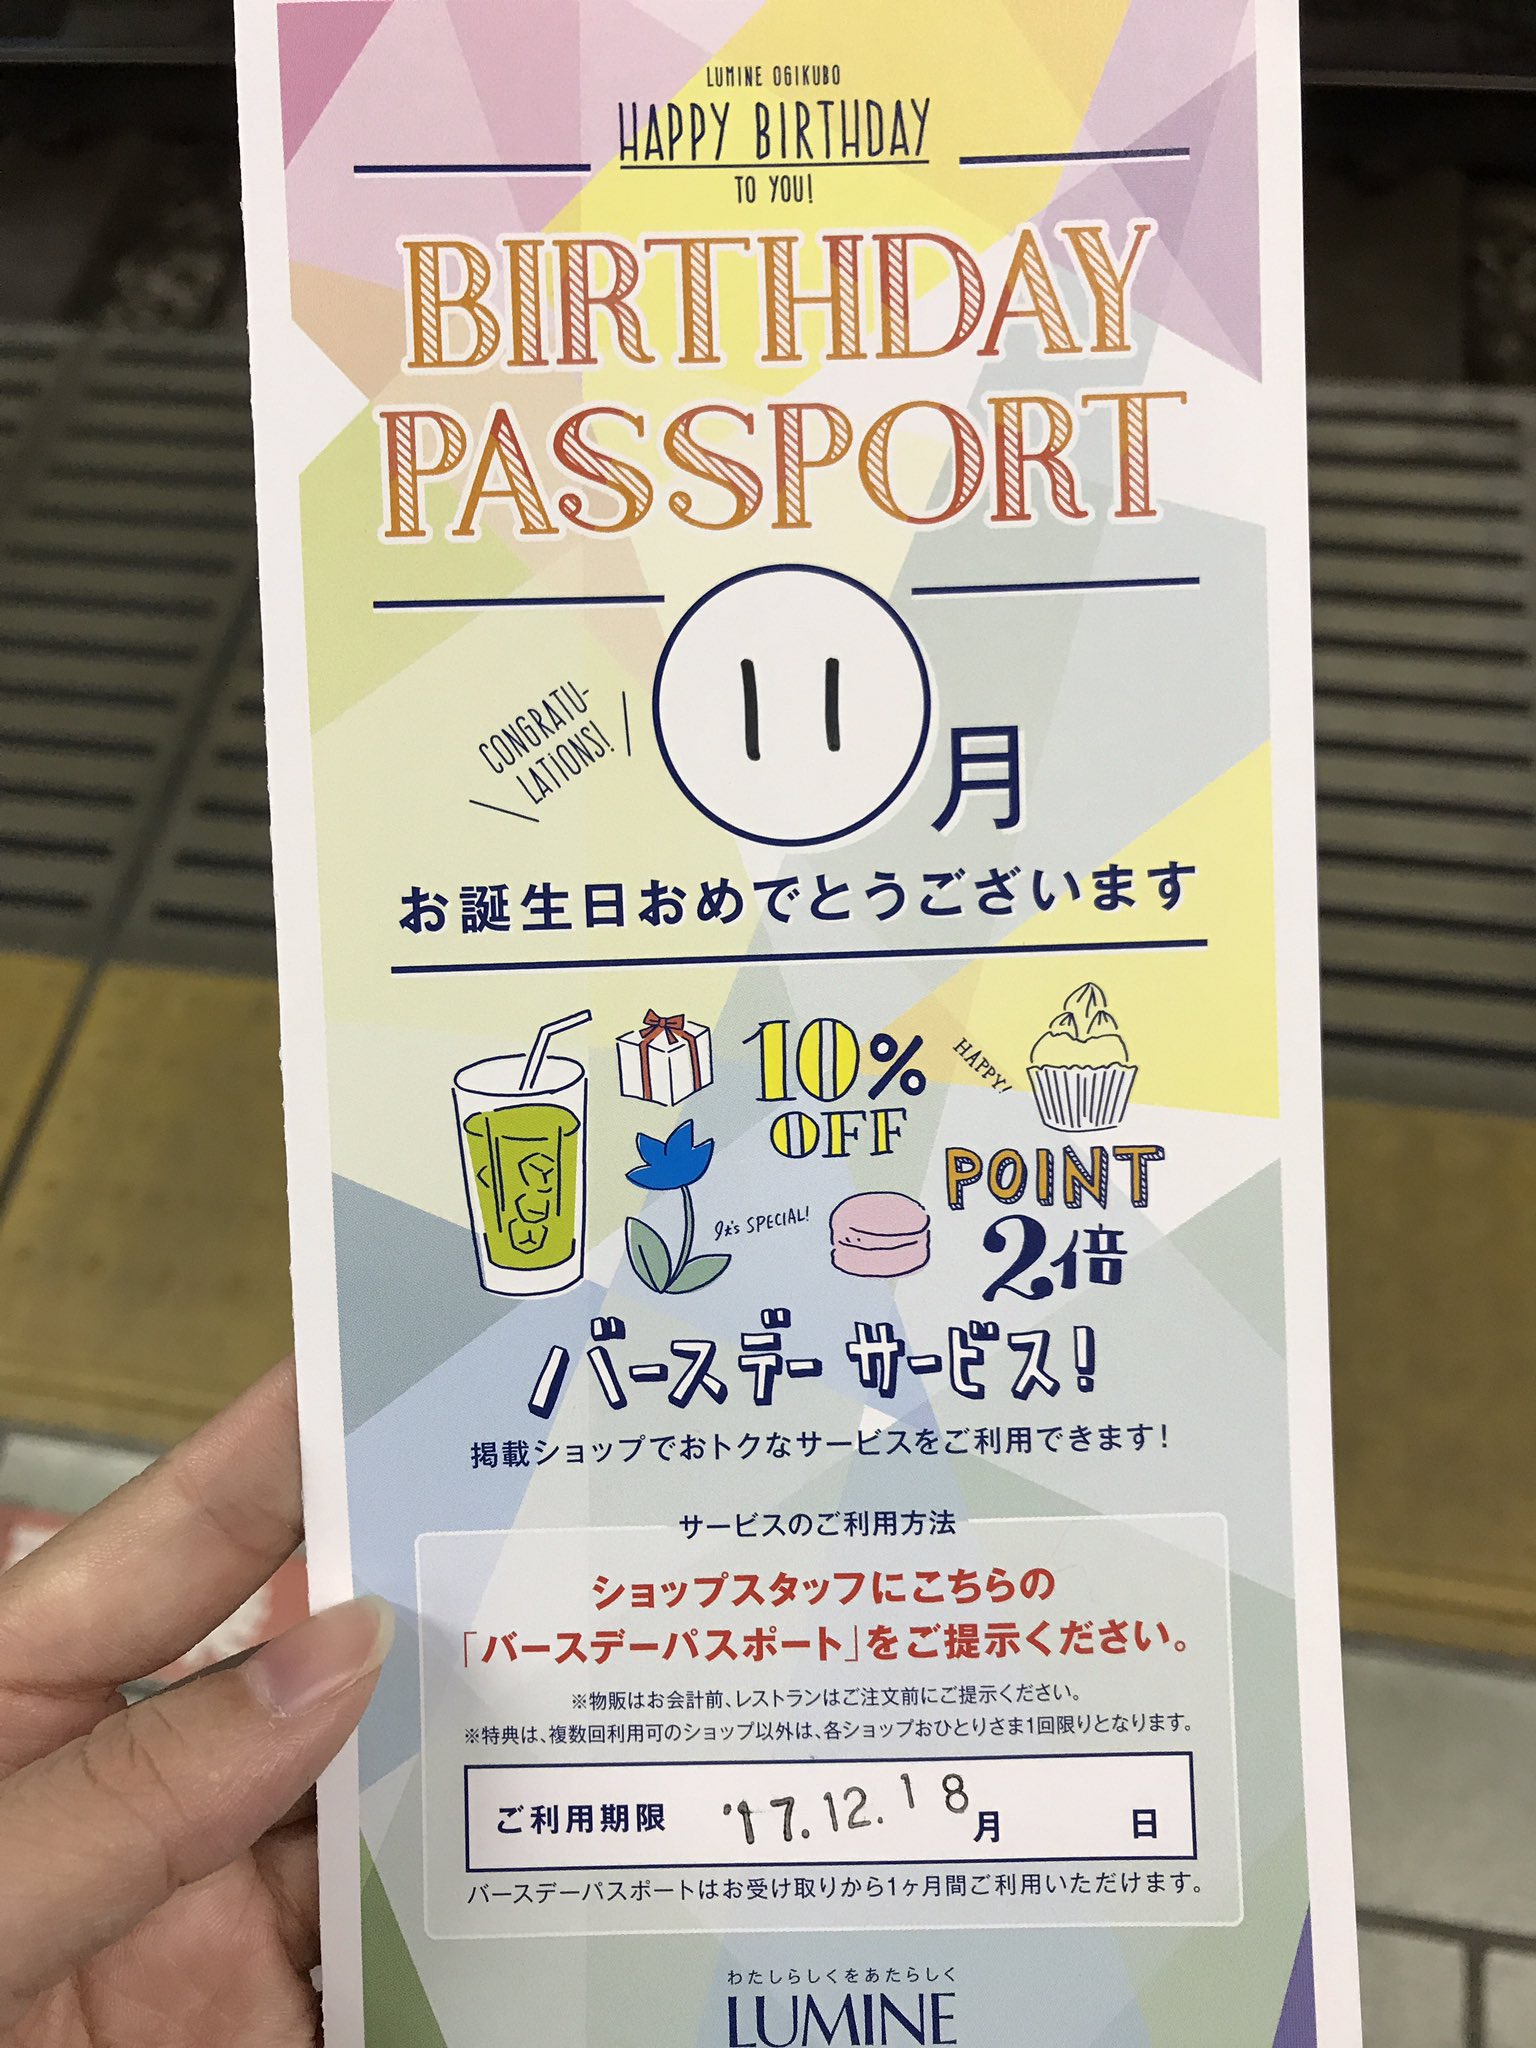 LUMINE OGIKUBO
HAPPY BIRTHDAY
TO YOU!
BIRTHDAY
PASSPORT
CONGRATU-
LATIONS!
11月
お誕生日おめでとうございます
10%
OFF
HAPPY!
It's SPECIAL!
POINT
2倍
バースデーサービス!
掲載ショップでおトクなサービスをご利用できます!
サービスのご利用方法
ショップスタッフにこちらの
「バースデーパスポート」をご提示ください。
※物販はお会計前、レストランはご注文前にご提示ください。
※特典は、複数回利用可のショップ以外は、各ショップおひとりさま1回限りとなります。
ご利用期限 '17.12.18月 日
バースデーパスポートはお受け取りから1ヶ月間ご利用いただけます。
わたしらしくをあたらしく
LUMINE